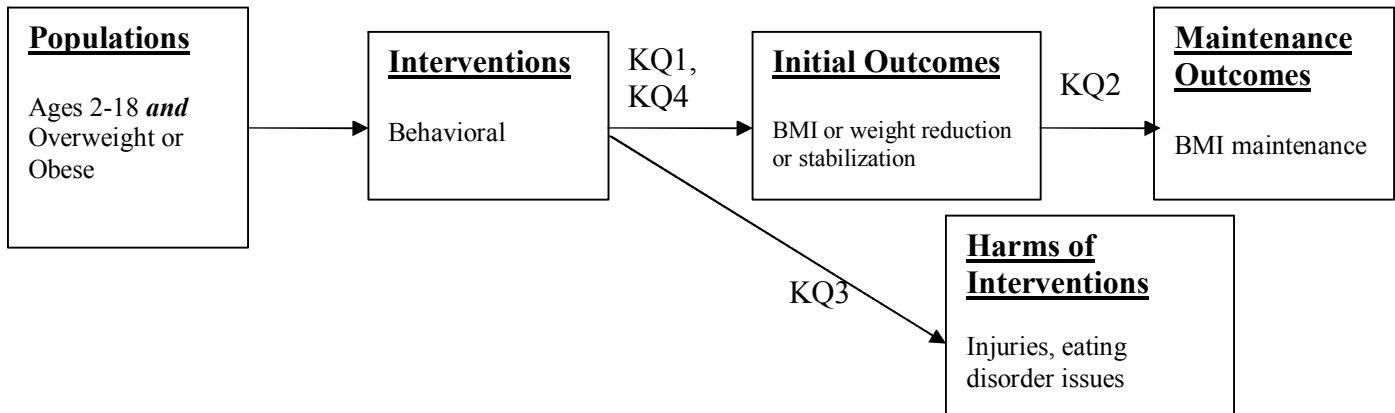 Populations
Ages 2-18 and
Overweight or
Obese
Interventions
Behavioral
KQ1,
KQ4
Initial Outcomes
BMI or weight reduction
or stabilization
KQ2
Maintenance
Outcomes
BMI maintenance
KQ3
Harms of
Interventions
Injuries, eating
disorder issues